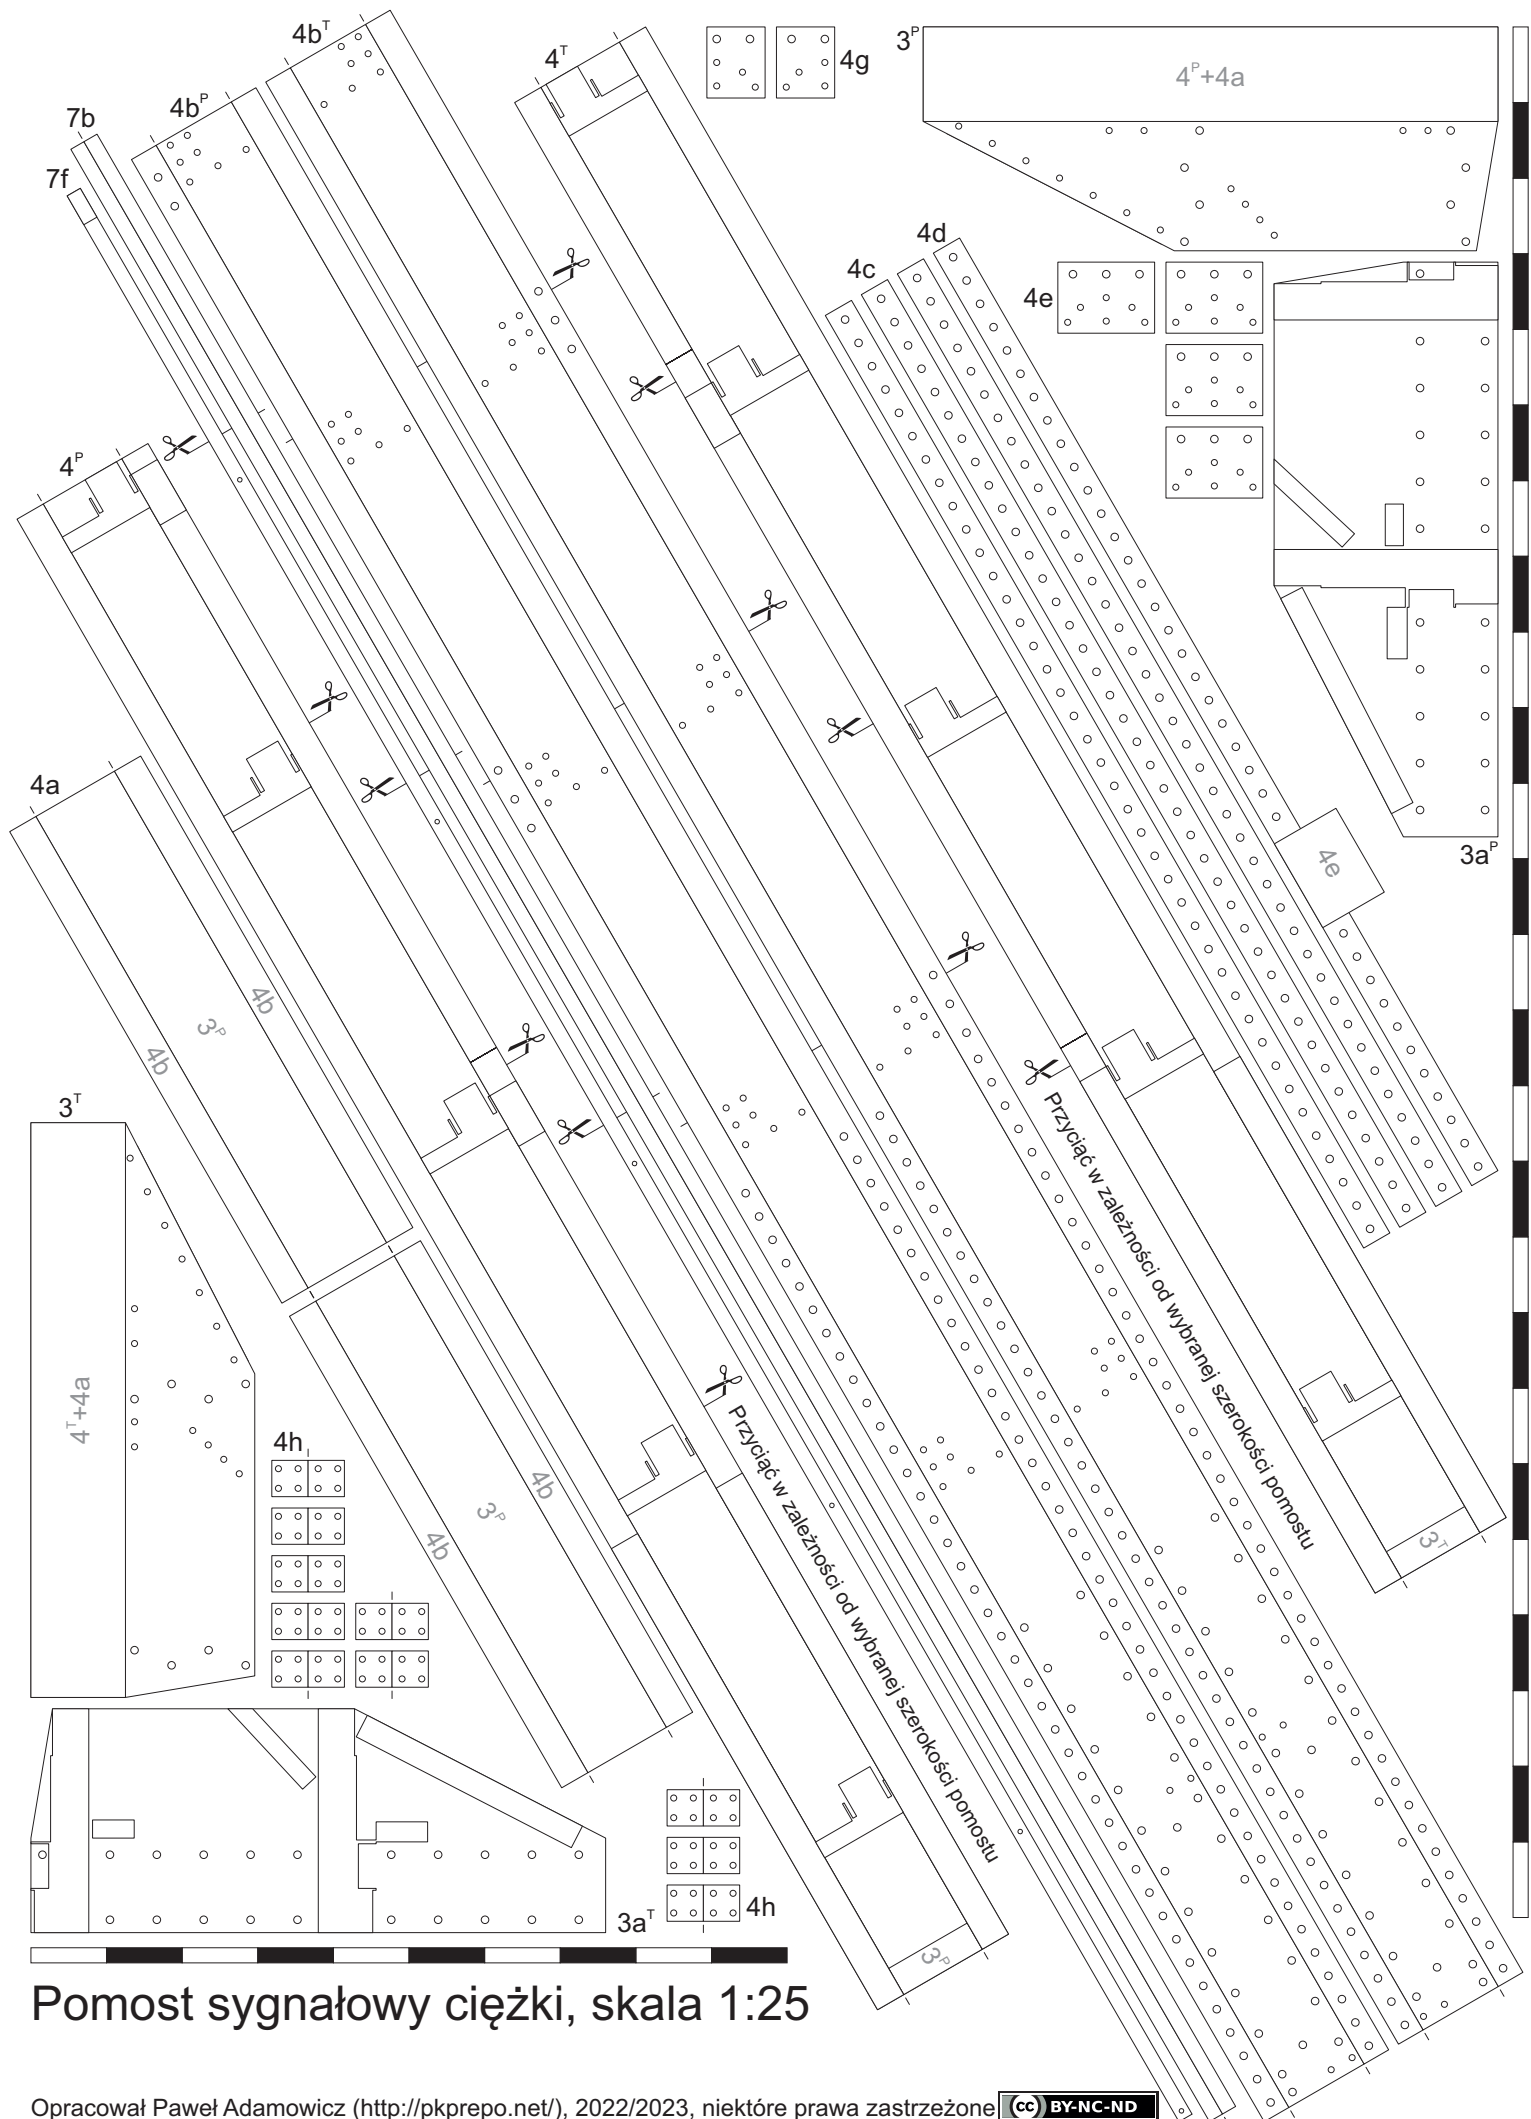 4b^T
4^T
4g
3^P
4^P+4a
4b^P
7b
7f
4d
4c
4e
4^P
3a^P
4e
4a
4b
3^P
4b
3^T
4^T+4a
Przyciąć w zależności od wybranej szerokości pomostu
4h
4b
3^P
4b
Przyciąć w zależności od wybranej szerokości pomostu
3^T
4h
3a^T
3^P
Pomost sygnałowy ciężki, skala 1:25
Opracował Paweł Adamowicz (http://pkprepo.net/), 2022/2023, niektóre prawa zastrzeżone cc BY-NC-ND